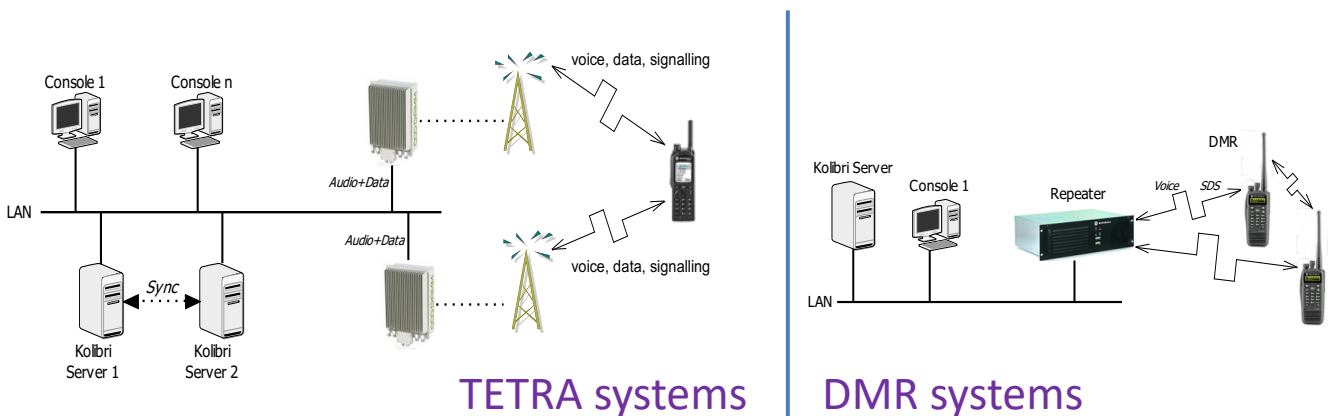 voice, data, signalling
Console 1
Console n
Audio+Data
LAN
Audio+Data
voice, data, signalling
Sync
Kolibri
Server 1
Kolibri
Server 2
TETRA systems
DMR
Kolibri Server
Console 1
Repeater
Voice
SDS
LAN
DMR systems